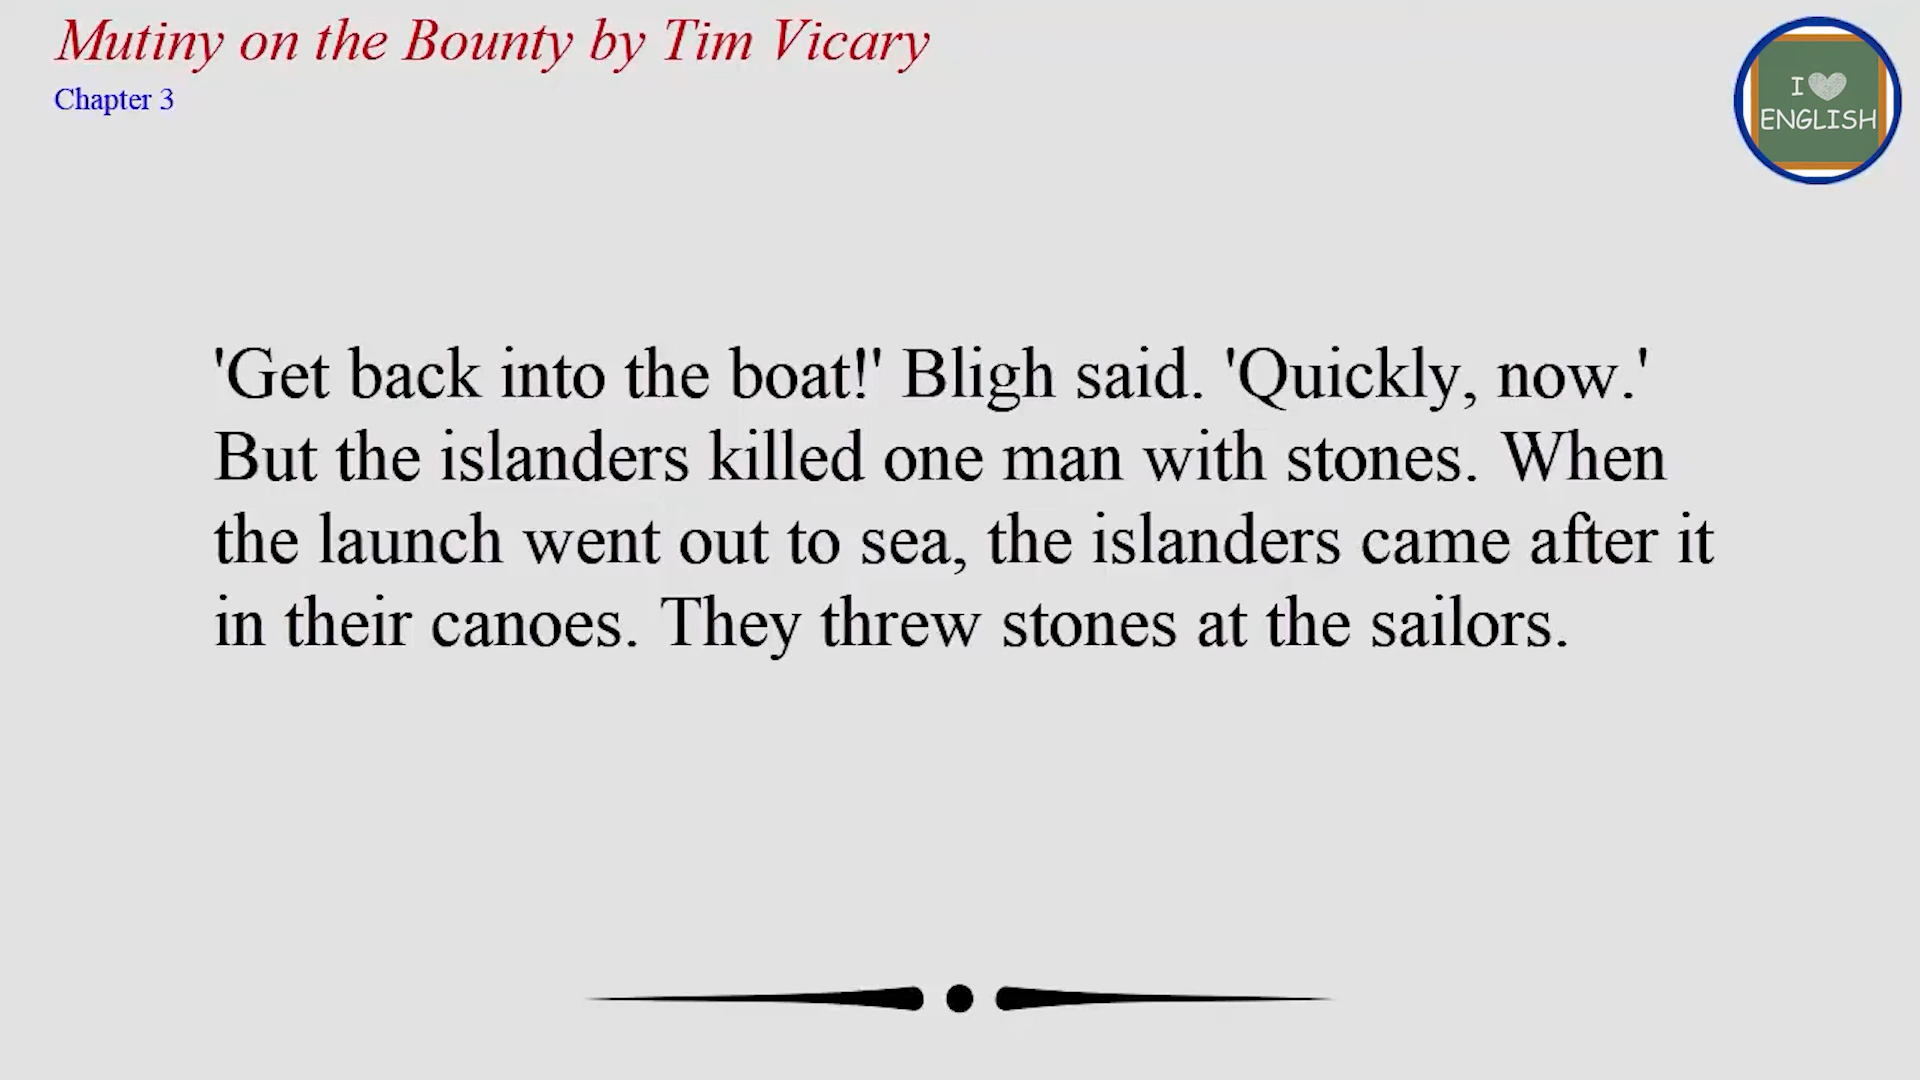 Mutiny on the Bounty by Tim Vicary
Chapter 3
I
ENGLISH
'Get back into the boat!' Bligh said. 'Quickly, now.'
But the islanders killed one man with stones. When
the launch went out to sea, the islanders came after it
in their canoes. They threw stones at the sailors.